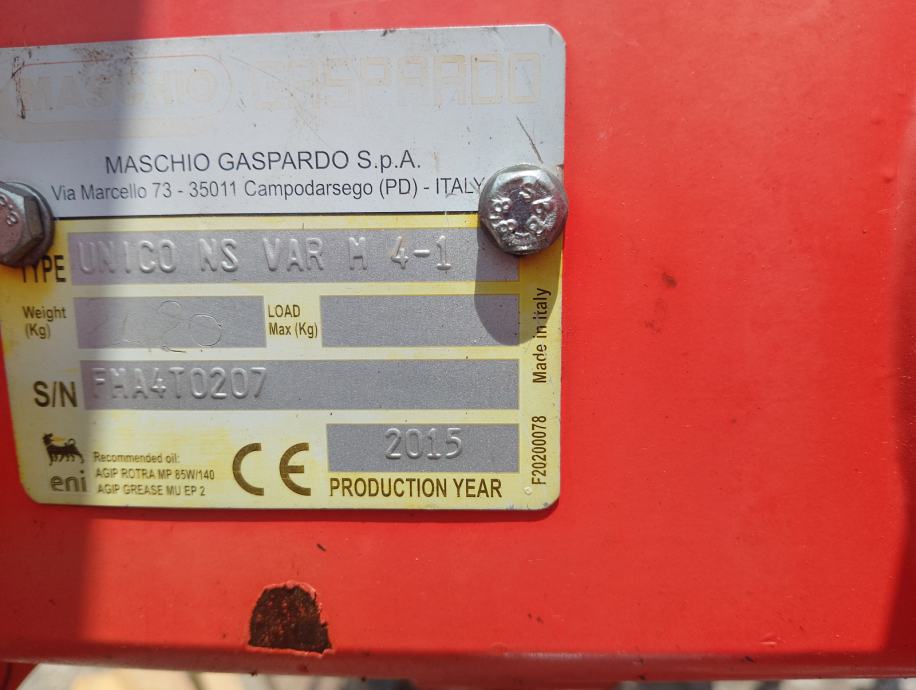 MASCHIO GASPARDO
MASCHIO GASPARDO S.p.A.
Via Marcello 73 - 35011 Campodarsego (PD) - ITALY
TYPE UNICO NS VAR M 4-1
Weight (Kg)
LOAD Max (Kg)
S/N FMA4T0207
eni
Recommended oil:
AGIP ROTRA MP 85W/140
AGIP GREASE MU EP 2
CE
2015
PRODUCTION YEAR
F20200078 Made in italy
8.8